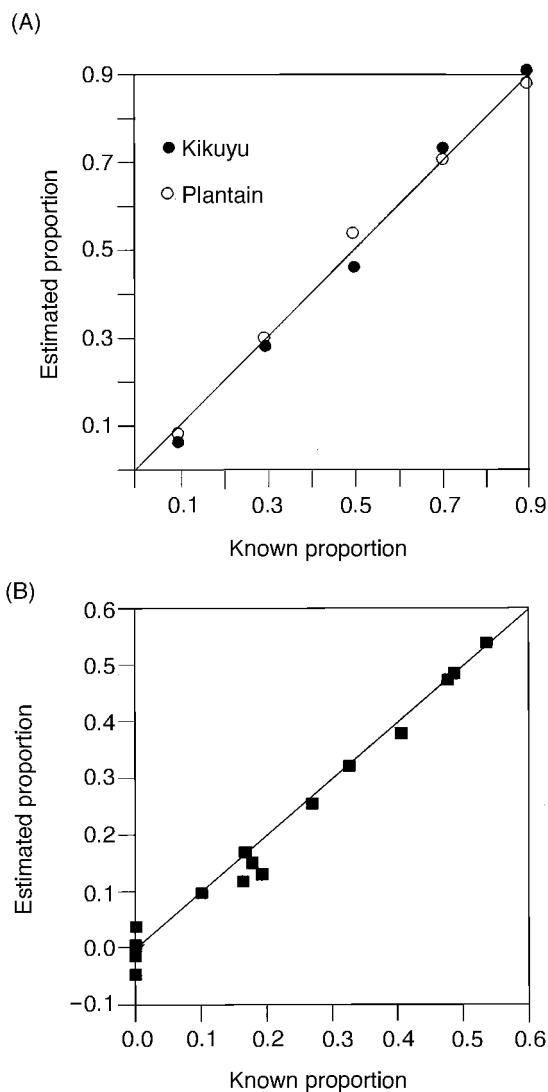 (A)
Estimated proportion
0.9
0.7
0.5
0.3
0.1
Kikuyu
Plantain
0.1 0.3 0.5 0.7 0.9
Known proportion
(B)
Estimated proportion
0.6
0.5
0.4
0.3
0.2
0.1
0.0
−0.1
0.0 0.1 0.2 0.3 0.4 0.5 0.6
Known proportion